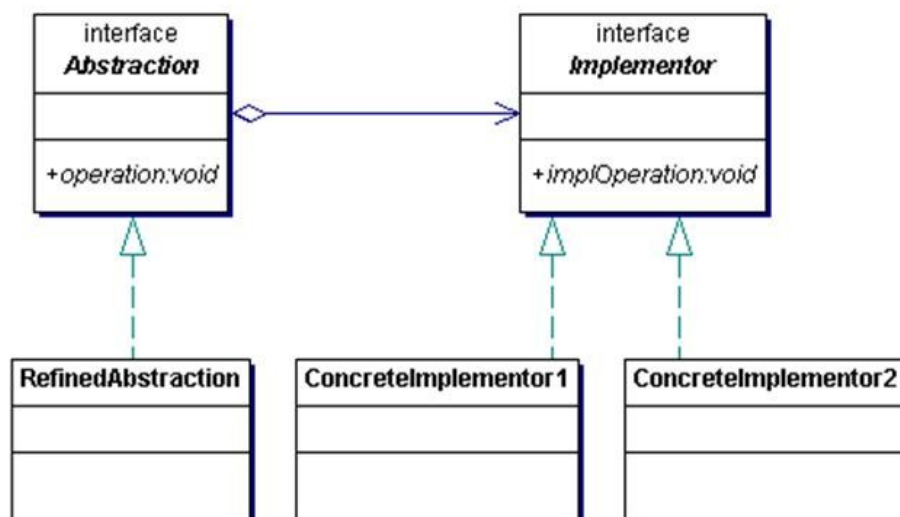 interface
Abstraction
+operation:void
interface
Implementor
+implOperation:void
RefinedAbstraction
ConcreteImplementor1
ConcreteImplementor2